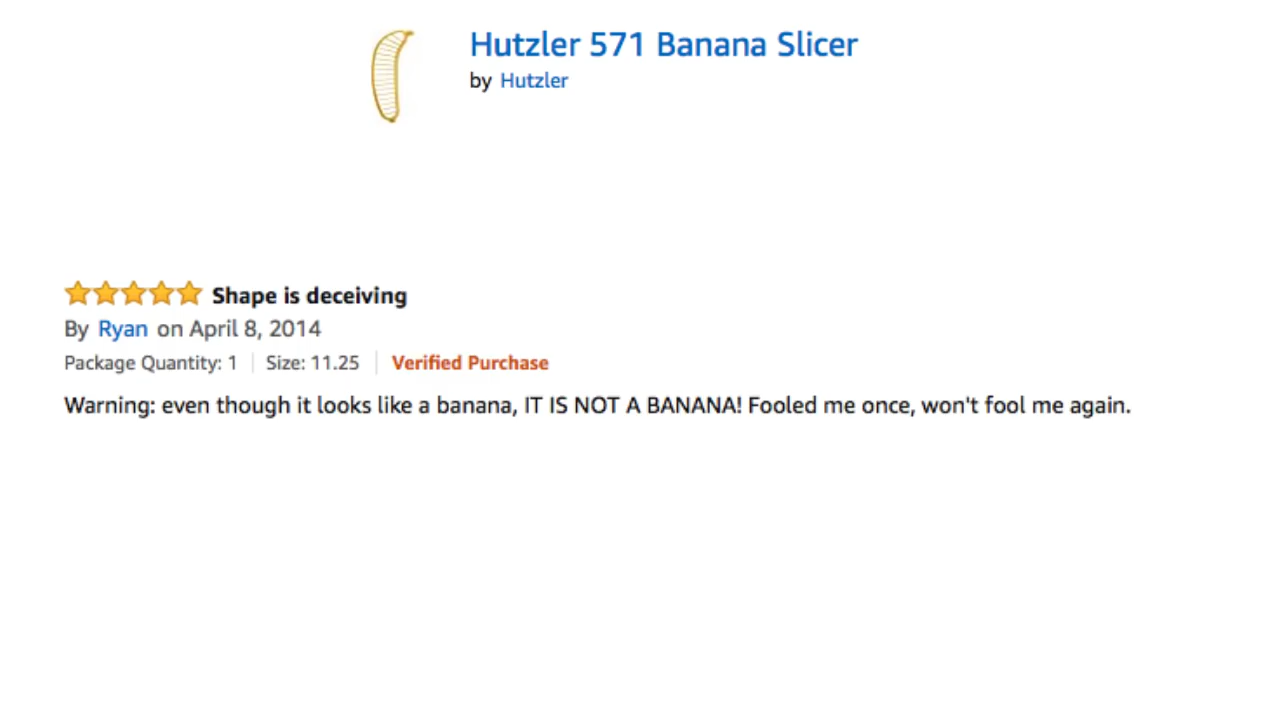 Hutzler 571 Banana Slicer
by Hutzler
Shape is deceiving
By Ryan on April 8, 2014
Package Quantity: 1 | Size: 11.25 | Verified Purchase
Warning: even though it looks like a banana, IT IS NOT A BANANA! Fooled me once, won't fool me again.